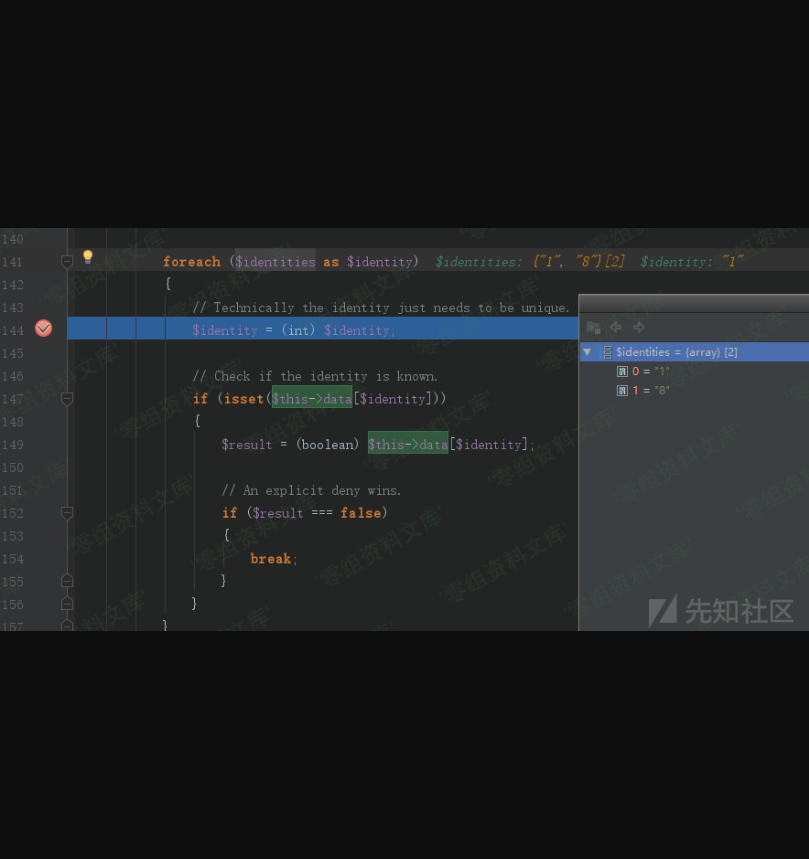 140
141 foreach ($identities as $identity) $identities: {"1", "8"}[2] $identity: "1"
142 {
143 // Technically the identity just needs to be unique.
144 $identity = (int) $identity;
145
146 // Check if the identity is known.
147 if (isset($this->data[$identity]))
148 {
149 $result = (boolean) $this->data[$identity];
150
151 // An explicit deny wins.
152 if ($result === false)
153 {
154 break;
155 }
156 }
157 }
$identities = {array} [2]
0 = "1"
1 = "8"
零组资料文库
先知社区